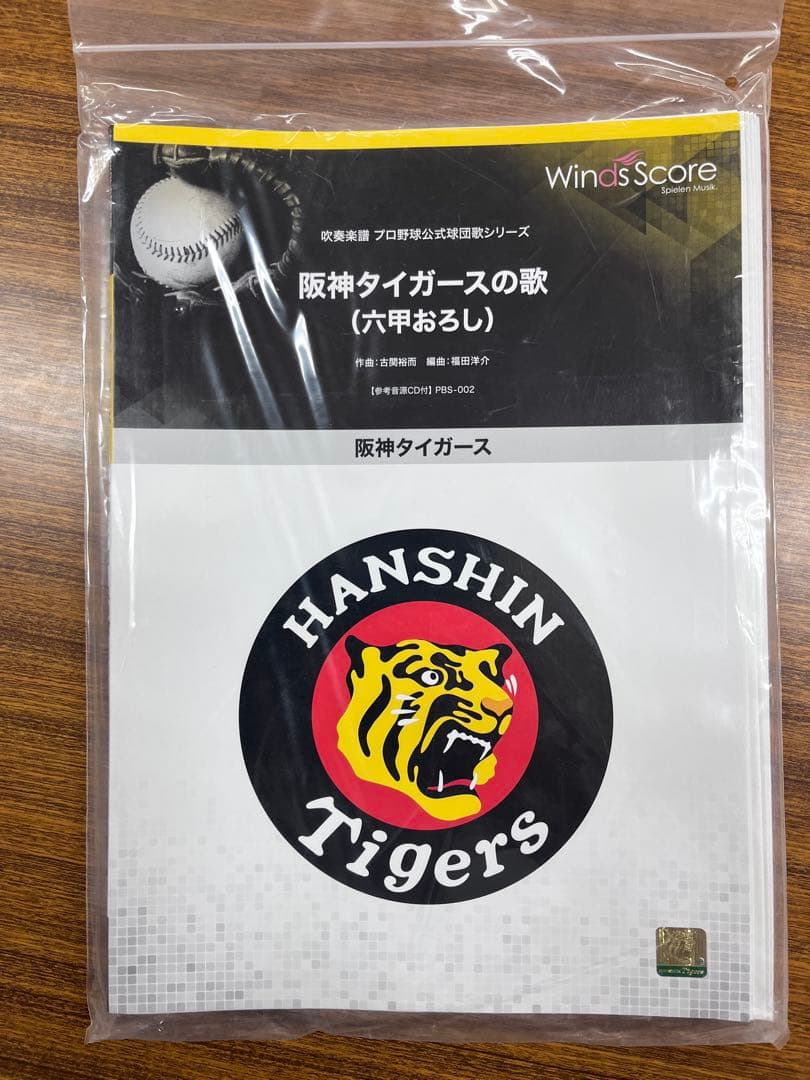 Winds Score
Spielen Musik.
吹奏楽譜 プロ野球公式球団歌シリーズ
阪神タイガースの歌
（六甲おろし）
作曲：古関裕而 編曲：福田洋介
【参考音源CD付】PBS-002
阪神タイガース
HANSHIN
Tigers
Tigers